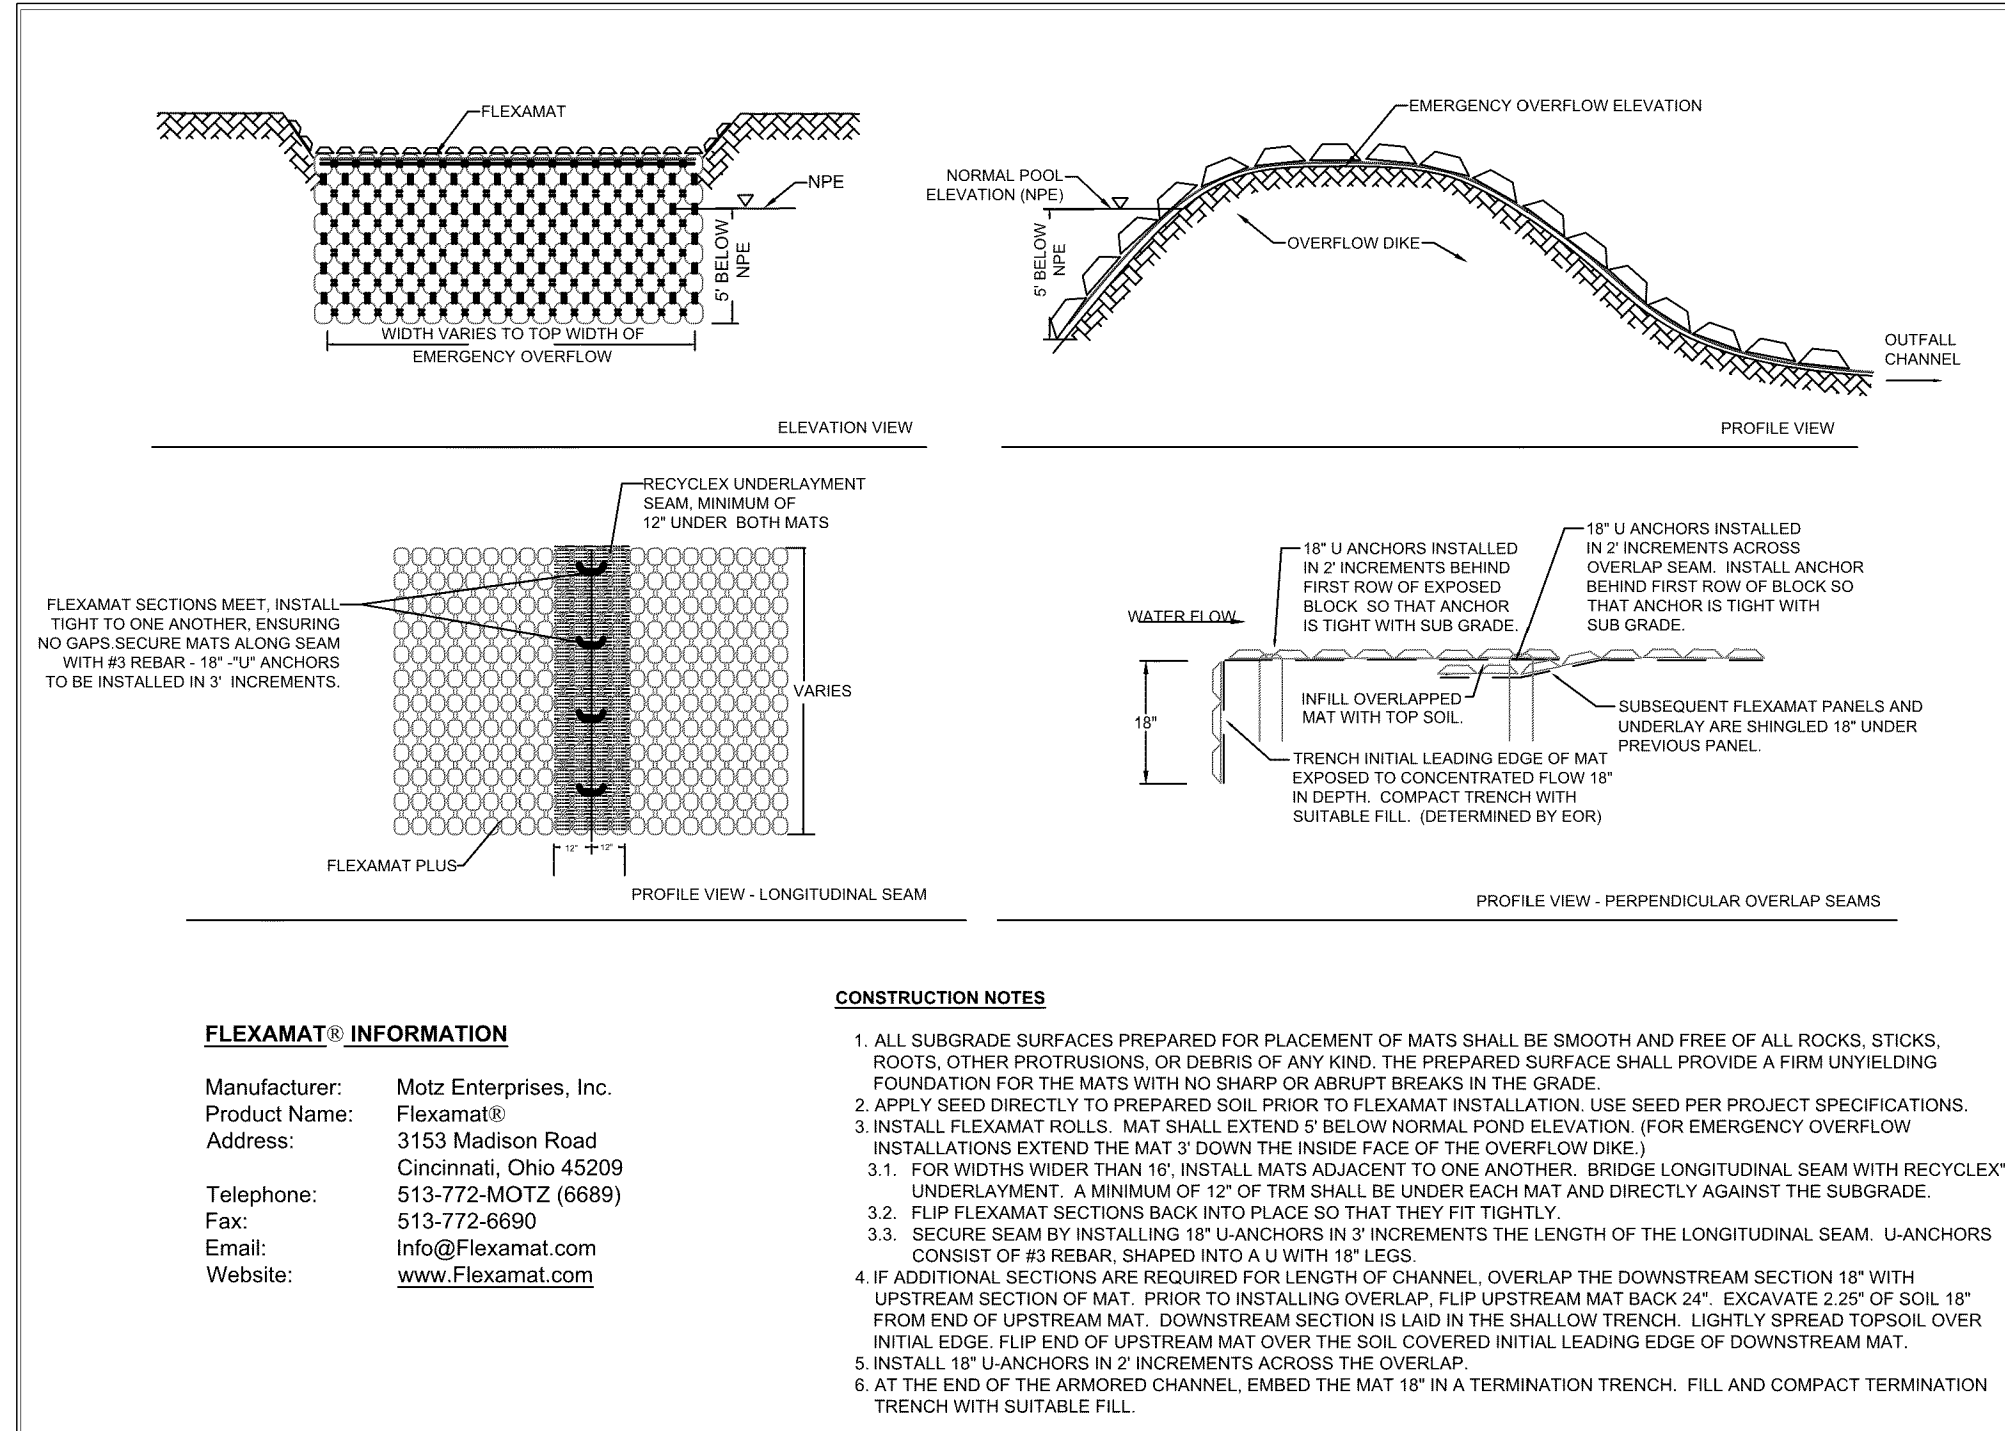 FLEXAMAT
NPE
5' BELOW
NPE
WIDTH VARIES TO TOP WIDTH OF
EMERGENCY OVERFLOW
ELEVATION VIEW
EMERGENCY OVERFLOW ELEVATION
NORMAL POOL
ELEVATION (NPE)
5' BELOW
NPE
OVERFLOW DIKE
OUTFALL
CHANNEL
PROFILE VIEW
RECYCLEX UNDERLAYMENT
SEAM, MINIMUM OF
12" UNDER BOTH MATS
FLEXAMAT SECTIONS MEET, INSTALL
TIGHT TO ONE ANOTHER, ENSURING
NO GAPS.SECURE MATS ALONG SEAM
WITH #3 REBAR - 18" -"U" ANCHORS
TO BE INSTALLED IN 3' INCREMENTS.
VARIES
FLEXAMAT PLUS
12" 12"
PROFILE VIEW - LONGITUDINAL SEAM
18" U ANCHORS INSTALLED
IN 2' INCREMENTS BEHIND
FIRST ROW OF EXPOSED
BLOCK SO THAT ANCHOR
IS TIGHT WITH SUB GRADE.
18" U ANCHORS INSTALLED
IN 2' INCREMENTS ACROSS
OVERLAP SEAM. INSTALL ANCHOR
BEHIND FIRST ROW OF BLOCK SO
THAT ANCHOR IS TIGHT WITH
SUB GRADE.
WATER FLOW
18"
INFILL OVERLAPPED
MAT WITH TOP SOIL.
SUBSEQUENT FLEXAMAT PANELS AND
UNDERLAY ARE SHINGLED 18" UNDER
PREVIOUS PANEL.
TRENCH INITIAL LEADING EDGE OF MAT
EXPOSED TO CONCENTRATED FLOW 18"
IN DEPTH. COMPACT TRENCH WITH
SUITABLE FILL. (DETERMINED BY EOR)
PROFILE VIEW - PERPENDICULAR OVERLAP SEAMS
FLEXAMAT® INFORMATION
Manufacturer: Motz Enterprises, Inc.
Product Name: Flexamat®
Address: 3153 Madison Road
Cincinnati, Ohio 45209
Telephone: 513-772-MOTZ (6689)
Fax: 513-772-6690
Email: Info@Flexamat.com
Website: www.Flexamat.com
CONSTRUCTION NOTES
1. ALL SUBGRADE SURFACES PREPARED FOR PLACEMENT OF MATS SHALL BE SMOOTH AND FREE OF ALL ROCKS, STICKS,
ROOTS, OTHER PROTRUSIONS, OR DEBRIS OF ANY KIND. THE PREPARED SURFACE SHALL PROVIDE A FIRM UNYIELDING
FOUNDATION FOR THE MATS WITH NO SHARP OR ABRUPT BREAKS IN THE GRADE.
2. APPLY SEED DIRECTLY TO PREPARED SOIL PRIOR TO FLEXAMAT INSTALLATION. USE SEED PER PROJECT SPECIFICATIONS.
3. INSTALL FLEXAMAT ROLLS. MAT SHALL EXTEND 5' BELOW NORMAL POND ELEVATION. (FOR EMERGENCY OVERFLOW
INSTALLATIONS EXTEND THE MAT 3' DOWN THE INSIDE FACE OF THE OVERFLOW DIKE.)
3.1. FOR WIDTHS WIDER THAN 16', INSTALL MATS ADJACENT TO ONE ANOTHER. BRIDGE LONGITUDINAL SEAM WITH RECYCLEX"
UNDERLAYMENT. A MINIMUM OF 12" OF TRM SHALL BE UNDER EACH MAT AND DIRECTLY AGAINST THE SUBGRADE.
3.2. FLIP FLEXAMAT SECTIONS BACK INTO PLACE SO THAT THEY FIT TIGHTLY.
3.3. SECURE SEAM BY INSTALLING 18" U-ANCHORS IN 3' INCREMENTS THE LENGTH OF THE LONGITUDINAL SEAM. U-ANCHORS
CONSIST OF #3 REBAR, SHAPED INTO A U WITH 18" LEGS.
4. IF ADDITIONAL SECTIONS ARE REQUIRED FOR LENGTH OF CHANNEL, OVERLAP THE DOWNSTREAM SECTION 18" WITH
UPSTREAM SECTION OF MAT. PRIOR TO INSTALLING OVERLAP, FLIP UPSTREAM MAT BACK 24". EXCAVATE 2.25" OF SOIL 18"
FROM END OF UPSTREAM MAT. DOWNSTREAM SECTION IS LAID IN THE SHALLOW TRENCH. LIGHTLY SPREAD TOPSOIL OVER
INITIAL EDGE. FLIP END OF UPSTREAM MAT OVER THE SOIL COVERED INITIAL LEADING EDGE OF DOWNSTREAM MAT.
5. INSTALL 18" U-ANCHORS IN 2' INCREMENTS ACROSS THE OVERLAP.
6. AT THE END OF THE ARMORED CHANNEL, EMBED THE MAT 18" IN A TERMINATION TRENCH. FILL AND COMPACT TERMINATION
TRENCH WITH SUITABLE FILL.